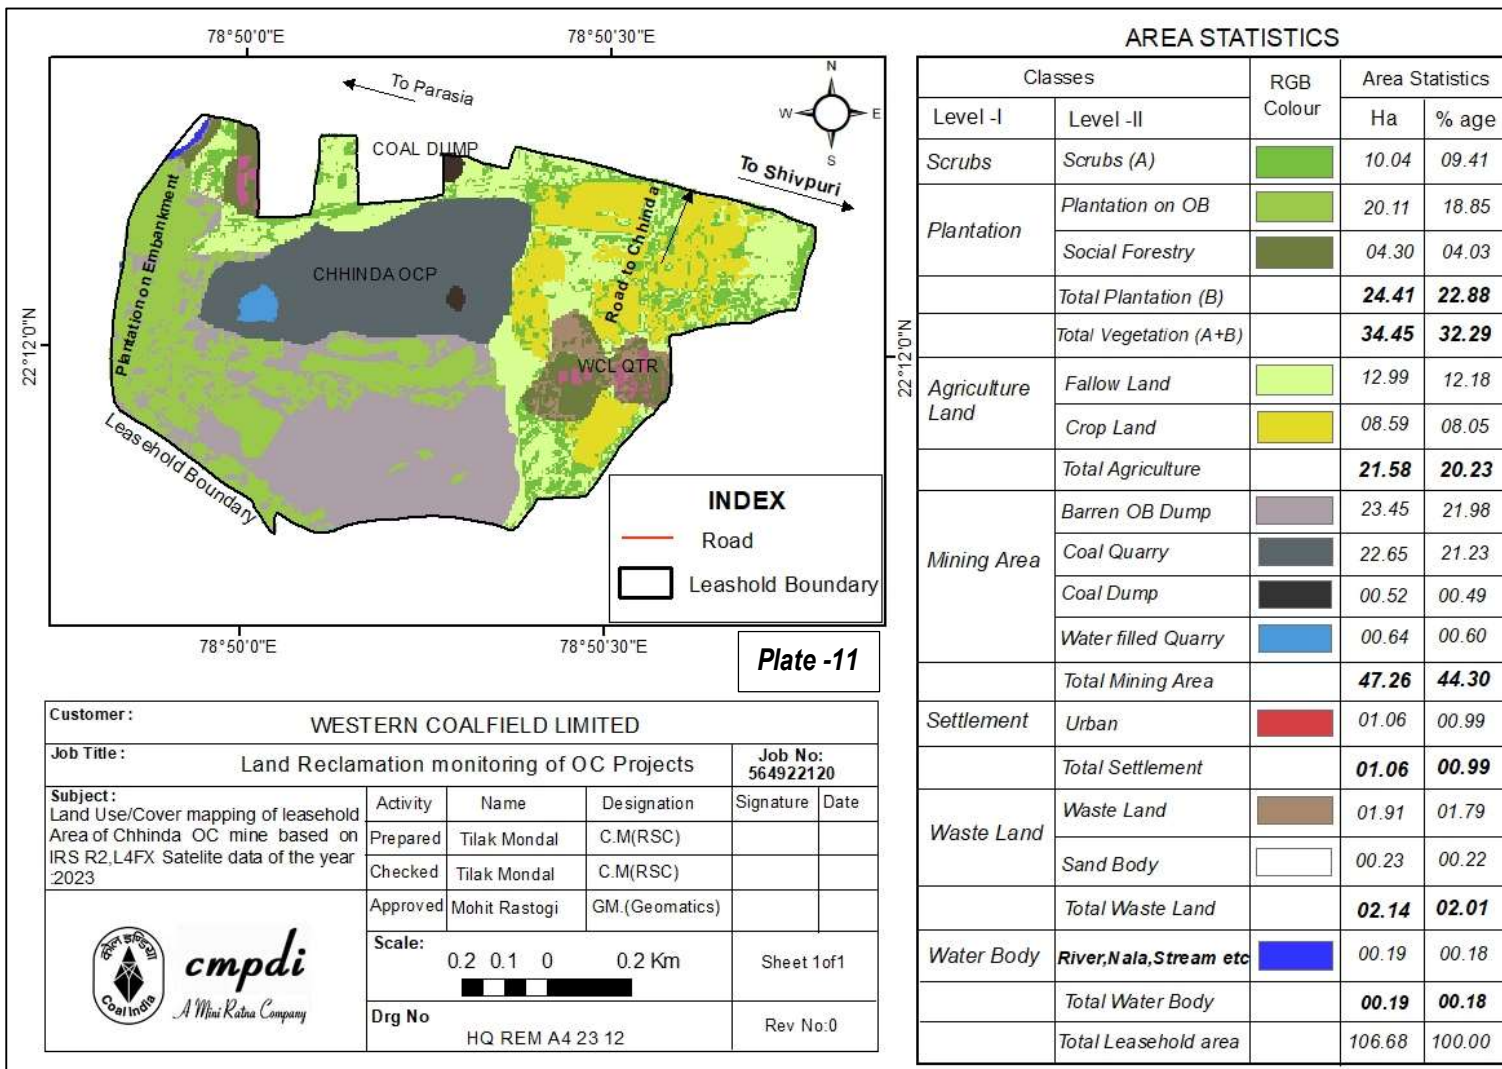 78°50'0"E
78°50'30"E
To Parasia
N
W
E
S
COAL DUMP
To Shivpuri
Plantation on Embankment
CHHINDA OCP
Road to Chhinda
22°12'0"N
22°12'0"N
WCL QTR
Leasehold Boundary
INDEX
Road
Leashold Boundary
78°50'0"E
78°50'30"E
Plate -11
Customer :
WESTERN COALFIELD LIMITED
Job Title :
Land Reclamation monitoring of OC Projects
Job No:
564922120
Subject :
Land Use/Cover mapping of leasehold
Area of Chhinda OC mine based on
IRS R2,L4FX Satelite data of the year
:2023
Activity Name Designation Signature Date
Prepared Tilak Mondal C.M(RSC)
Checked Tilak Mondal C.M(RSC)
Approved Mohit Rastogi GM.(Geomatics)
कोल इण्डिया
Coal India
cmpdi
A Mini Ratna Company
Scale:
0.2 0.1 0 0.2 Km
Sheet 1of1
Drg No
HQ REM A4 23 12
Rev No:0
AREA STATISTICS
Classes RGB Colour Area Statistics
Level -I Level -II Ha % age
Scrubs Scrubs (A) 10.04 09.41
Plantation
Plantation on OB 20.11 18.85
Social Forestry 04.30 04.03
Total Plantation (B) 24.41 22.88
Total Vegetation (A+B) 34.45 32.29
Agriculture Land
Fallow Land 12.99 12.18
Crop Land 08.59 08.05
Total Agriculture 21.58 20.23
Mining Area
Barren OB Dump 23.45 21.98
Coal Quarry 22.65 21.23
Coal Dump 00.52 00.49
Water filled Quarry 00.64 00.60
Total Mining Area 47.26 44.30
Settlement Urban 01.06 00.99
Total Settlement 01.06 00.99
Waste Land
Waste Land 01.91 01.79
Sand Body 00.23 00.22
Total Waste Land 02.14 02.01
Water Body River,Nala,Stream etc 00.19 00.18
Total Water Body 00.19 00.18
Total Leasehold area 106.68 100.00